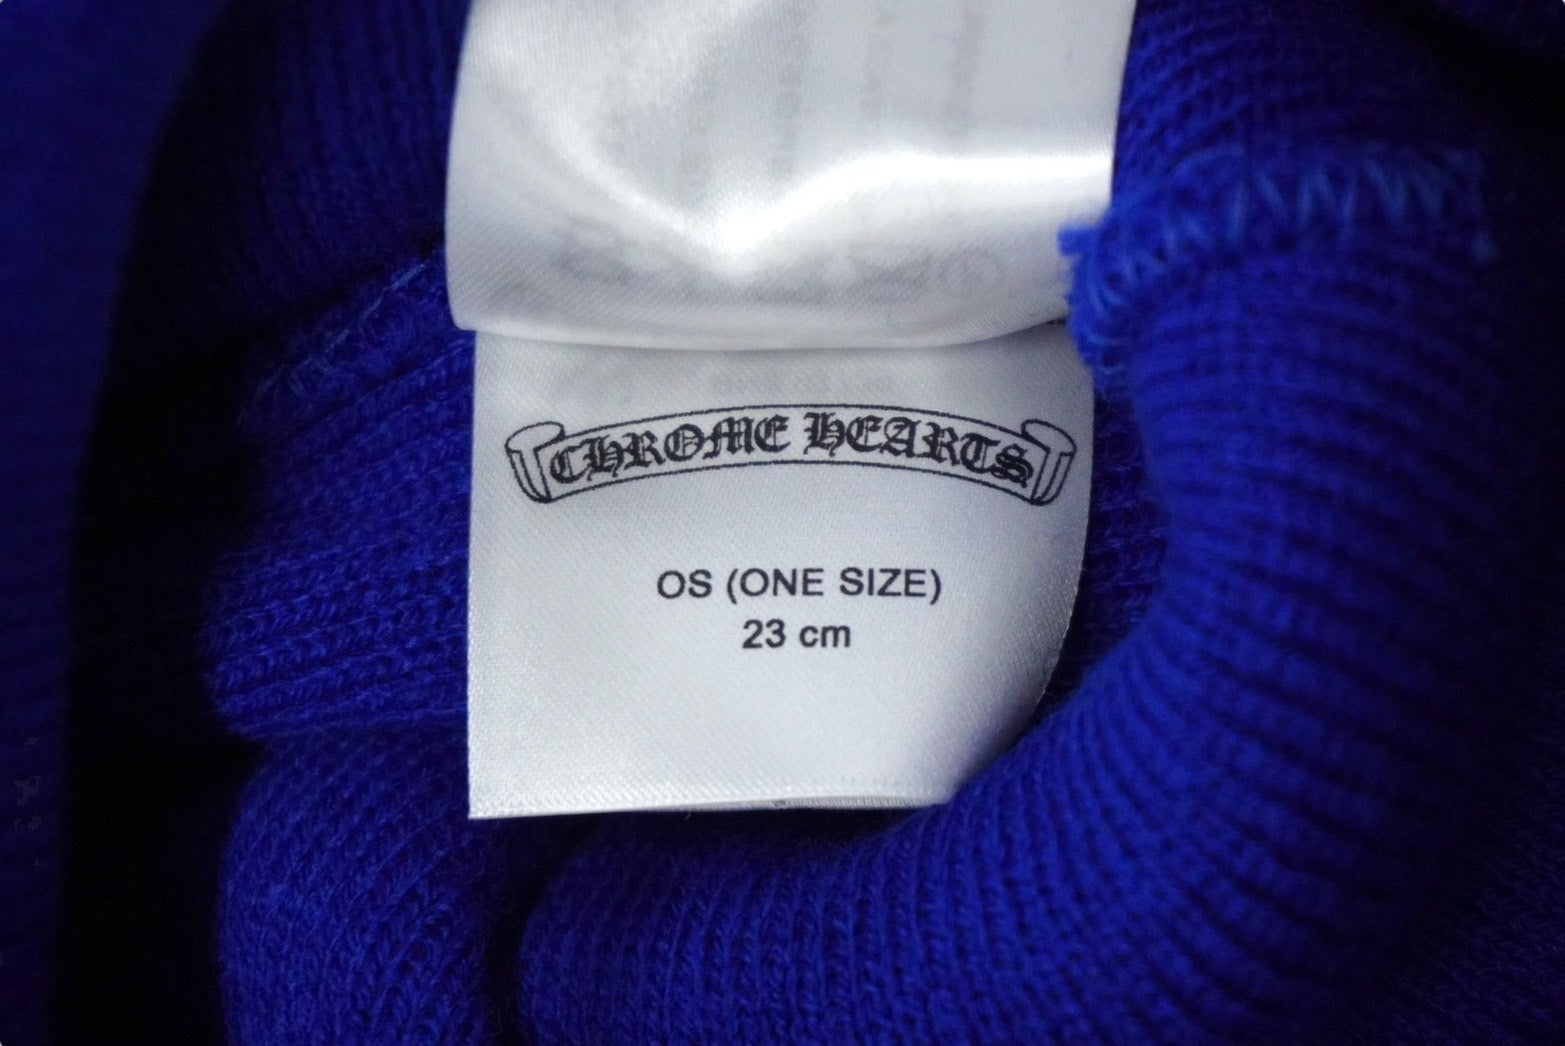 CHROME HEARTS
OS (ONE SIZE)
23 cm